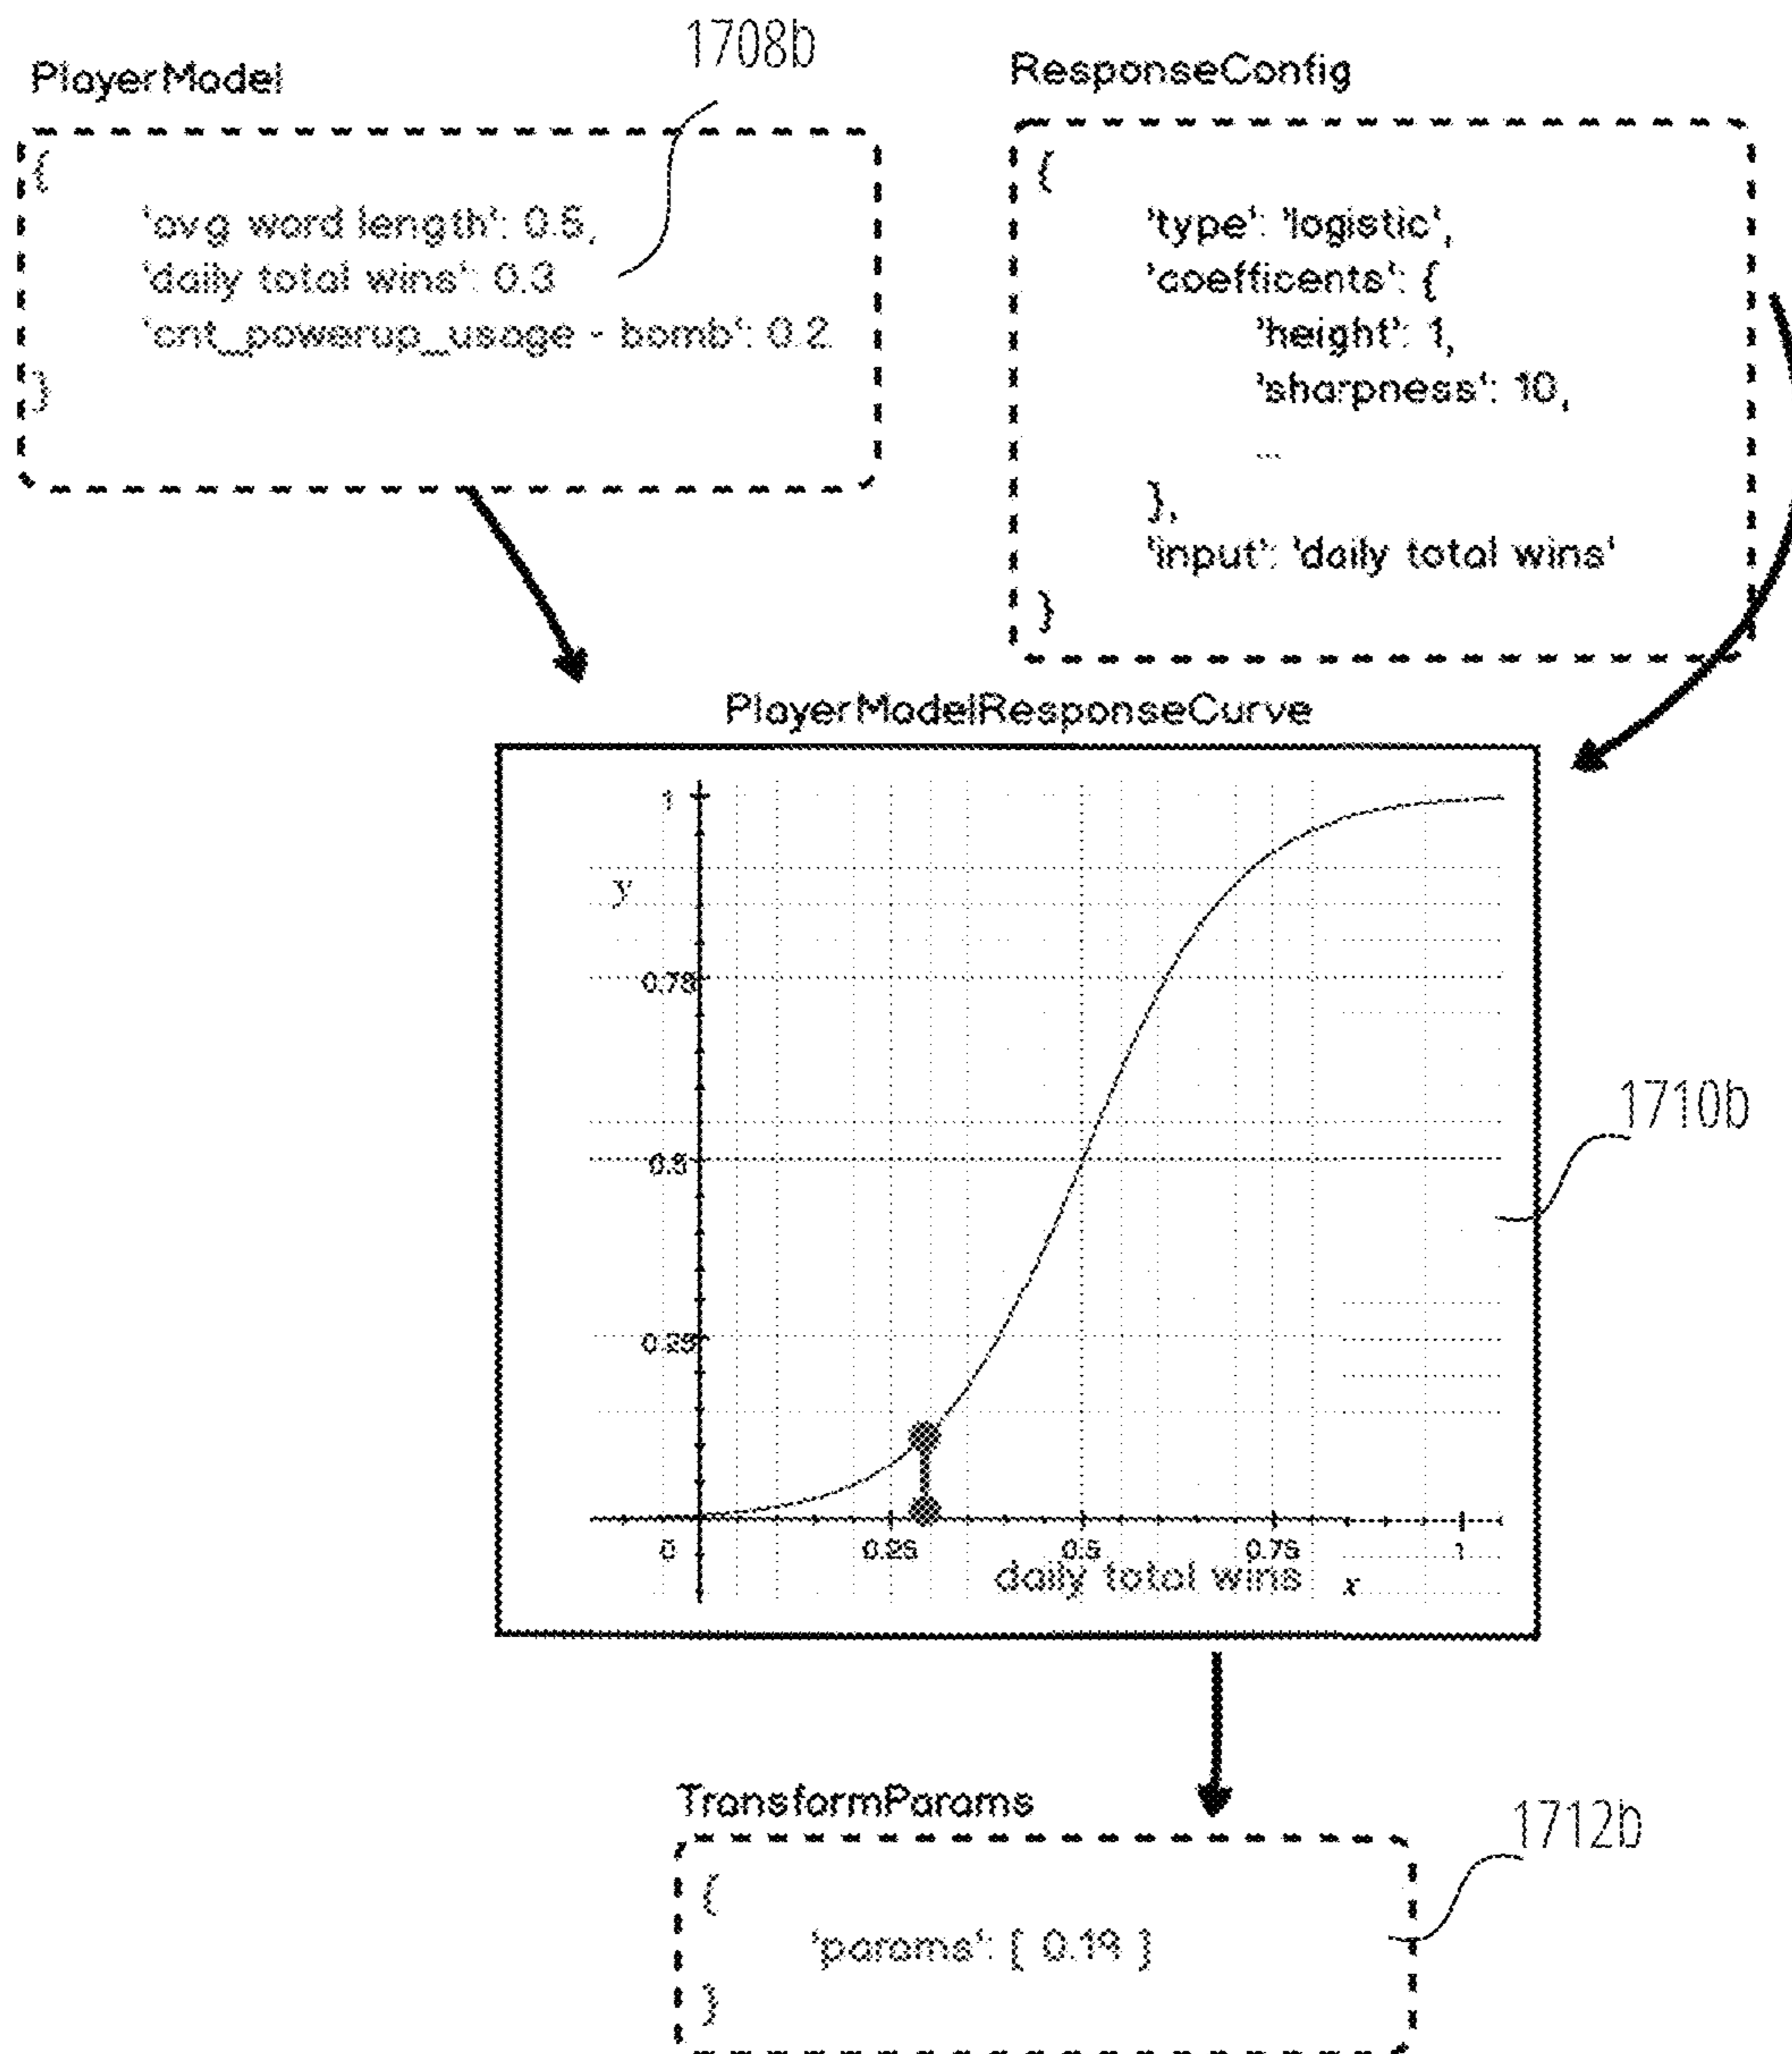 1708b
PlayerModel
{
'avg word length': 0.5,
'daily total wins': 0.3
'cnt_powerup_usage - bomb': 0.2
}
ResponseConfig
{
'type': 'logistic',
'coefficents': {
'height': 1,
'sharpness': 10,
...
},
'input': 'daily total wins'
}
PlayerModelResponseCurve
1
y
0.75
0.5
0.25
0
0.25
0.5
0.75
1
daily total wins
x
1710b
TransformParams
{
'params': [ 0.19 ]
}
1712b